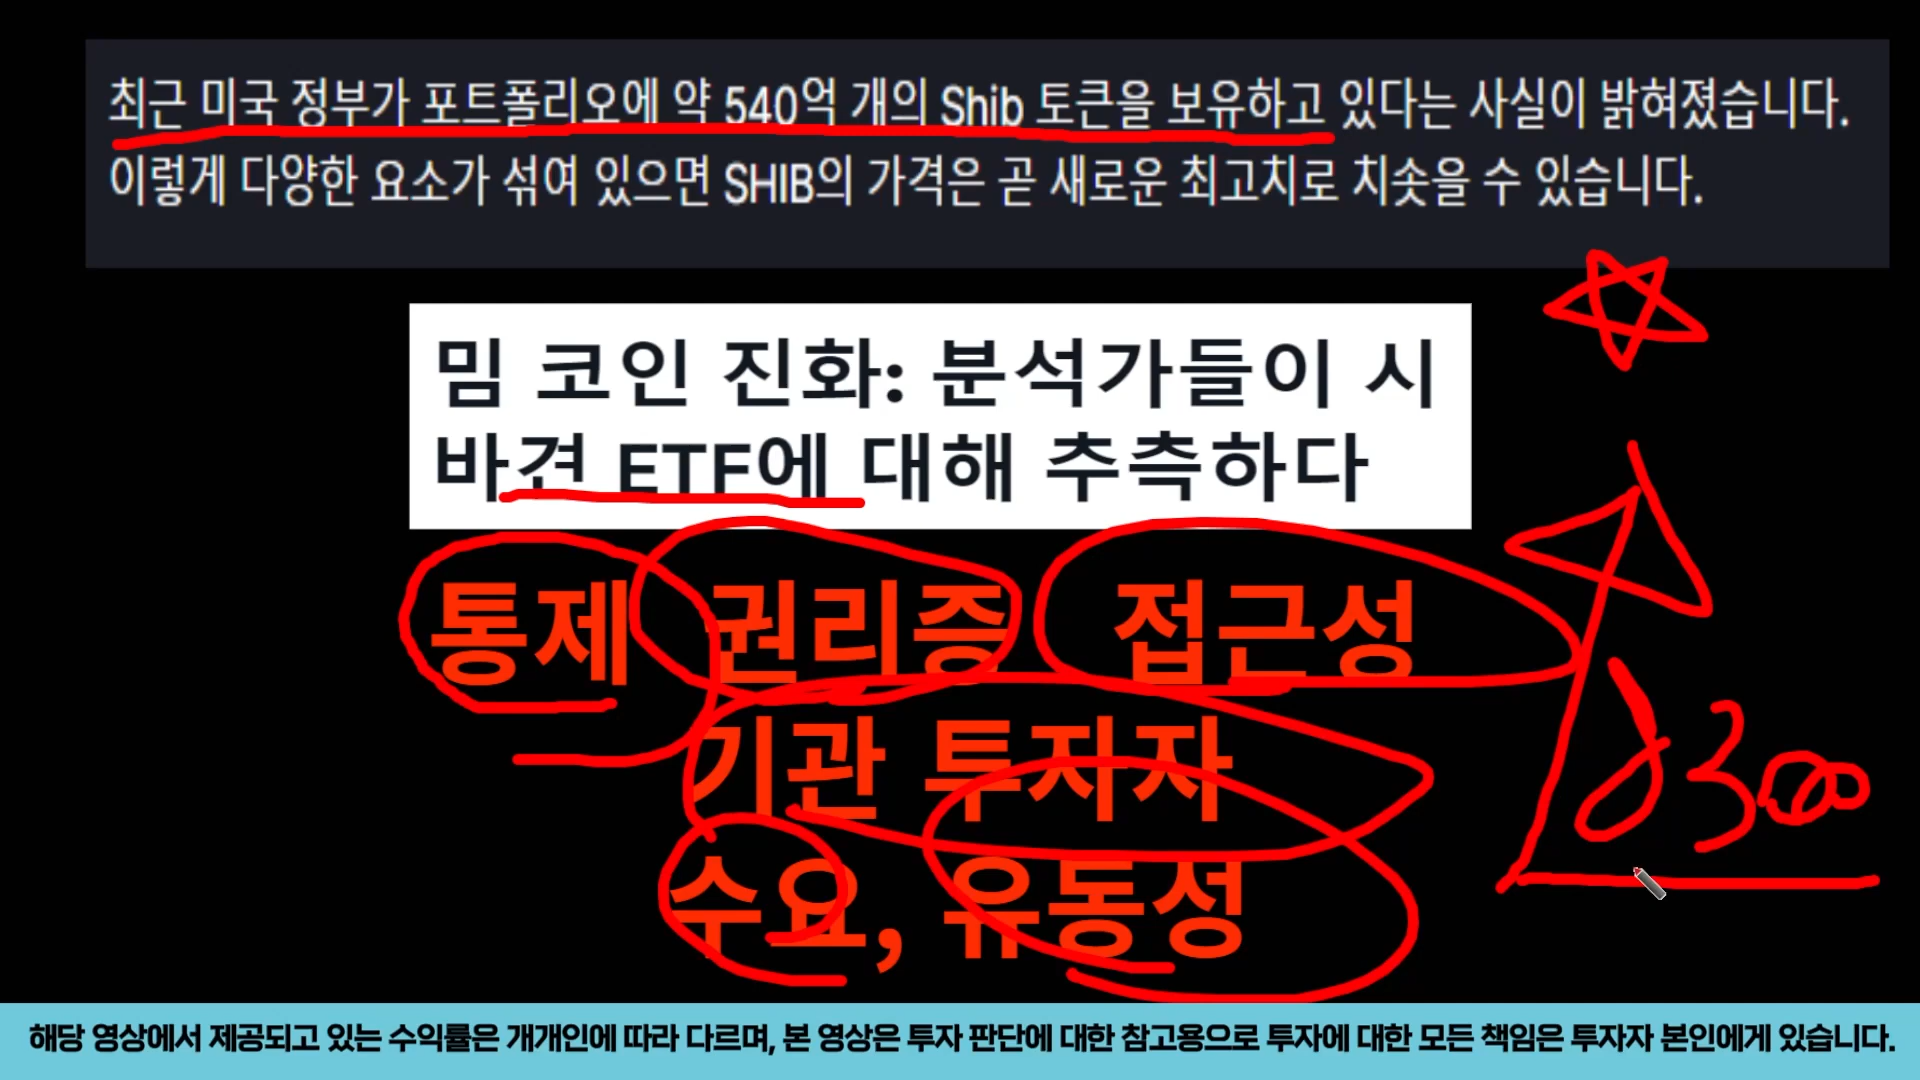 최근 미국 정부가 포트폴리오에 약 540억 개의 Shib 토큰을 보유하고 있다는 사실이 밝혀졌습니다.
이렇게 다양한 요소가 섞여 있으면 SHIB의 가격은 곧 새로운 최고치로 치솟을 수 있습니다.
밈 코인 진화: 분석가들이 시
바견 ETF에 대해 추측하다
통제 권리증 접근성
기관 투자자
수요, 유동성
해당 영상에서 제공되고 있는 수익률은 개개인에 따라 다르며, 본 영상은 투자 판단에 대한 참고용으로 투자에 대한 모든 책임은 투자자 본인에게 있습니다.